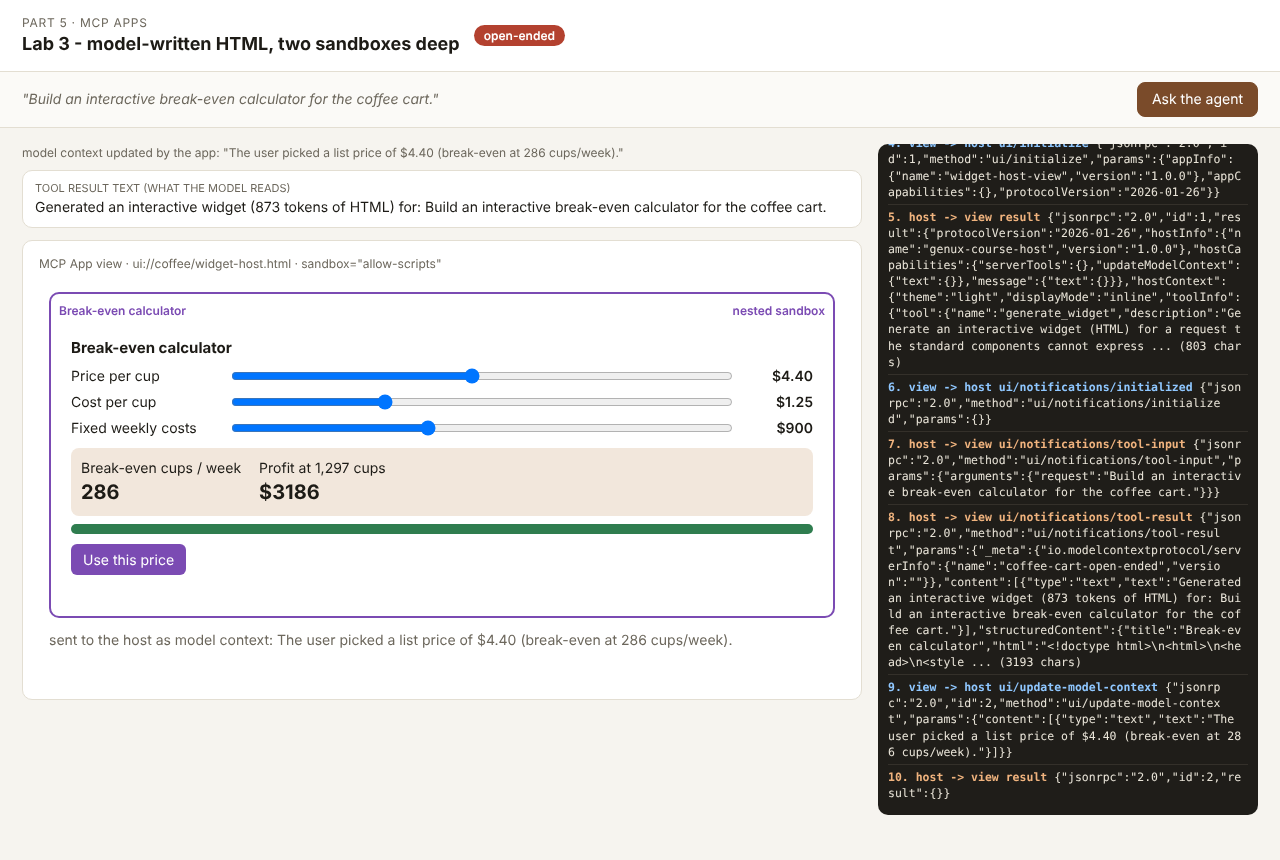 PART 5 · MCP APPS
Lab 3 - model-written HTML, two sandboxes deep
open-ended
"Build an interactive break-even calculator for the coffee cart."
Ask the agent
model context updated by the app: "The user picked a list price of $4.40 (break-even at 286 cups/week)."
TOOL RESULT TEXT (WHAT THE MODEL READS)
Generated an interactive widget (873 tokens of HTML) for: Build an interactive break-even calculator for the coffee cart.
MCP App view · ui://coffee/widget-host.html · sandbox="allow-scripts"
Break-even calculator
nested sandbox
Break-even calculator
Price per cup $4.40
Cost per cup $1.25
Fixed weekly costs $900
Break-even cups / week Profit at 1,297 cups
286 $3186
Use this price
sent to the host as model context: The user picked a list price of $4.40 (break-even at 286 cups/week).
4. view -> host ui/initialize {"jsonrpc":"2.0","i
d":1,"method":"ui/initialize","params":{"appInfo":
{"name":"widget-host-view","version":"1.0.0"},"appC
apabilities":{},"protocolVersion":"2026-01-26"}}
5. host -> view result {"jsonrpc":"2.0","id":1,"res
ult":{"protocolVersion":"2026-01-26","hostInfo":{"n
ame":"genux-course-host","version":"1.0.0"},"hostCa
pabilities":{"serverTools":{},"updateModelContext":
{"text":{}},"message":{"text":{}}},"hostContext":
{"theme":"light","displayMode":"inline","toolInfo":
{"tool":{"name":"generate_widget","description":"Ge
nerate an interactive widget (HTML) for a request t
he standard components cannot express ... (803 char
s)
6. view -> host ui/notifications/initialized {"json
rpc":"2.0","method":"ui/notifications/initialize
d","params":{}}
7. host -> view ui/notifications/tool-input {"jsonr
pc":"2.0","method":"ui/notifications/tool-input","p
arams":{"arguments":{"request":"Build an interactiv
e break-even calculator for the coffee cart."}}}
8. host -> view ui/notifications/tool-result {"json
rpc":"2.0","method":"ui/notifications/tool-resul
t","params":{"_meta":{"io.modelcontextprotocol/serv
erInfo":{"name":"coffee-cart-open-ended","versio
n":""}},"content":[{"type":"text","text":"Generated
an interactive widget (873 tokens of HTML) for: Bui
ld an interactive break-even calculator for the cof
fee cart."}],"structuredContent":{"title":"Break-ev
en calculator","html":"<!doctype html>\n<html>\n<he
ad>\n<style ... (3193 chars)
9. view -> host ui/update-model-context {"jsonrp
c":"2.0","id":2,"method":"ui/update-model-contex
t","params":{"content":[{"type":"text","text":"The
user picked a list price of $4.40 (break-even at 28
6 cups/week)."}]}}
10. host -> view result {"jsonrpc":"2.0","id":2,"re
sult":{}}